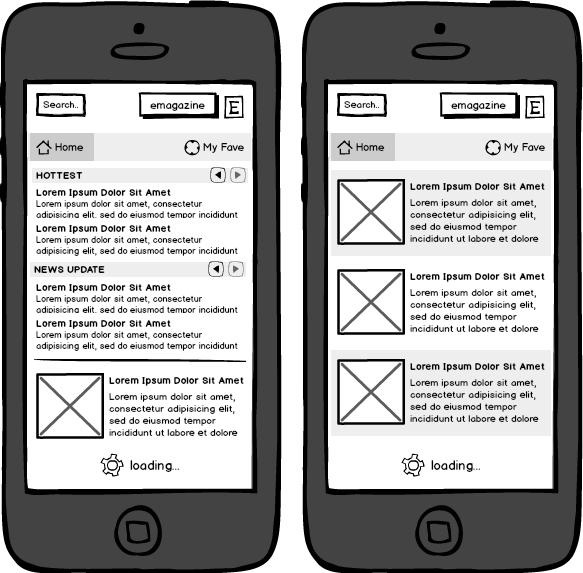 Search..
emagazine
E
Home
My Fave
HOTTEST
Lorem Ipsum Dolor Sit Amet
Lorem ipsum dolor sit amet, consectetur
adipisicing elit, sed do eiusmod tempor incididunt
Lorem Ipsum Dolor Sit Amet
Lorem ipsum dolor sit amet, consectetur
adipisicing elit, sed do eiusmod tempor incididunt
NEWS UPDATE
Lorem Ipsum Dolor Sit Amet
Lorem ipsum dolor sit amet, consectetur
adipisicing elit, sed do eiusmod tempor incididunt
Lorem Ipsum Dolor Sit Amet
Lorem ipsum dolor sit amet, consectetur
adipisicing elit, sed do eiusmod tempor incididunt
Lorem Ipsum Dolor Sit Amet
Lorem ipsum dolor sit amet,
consectetur adipisicing elit,
sed do eiusmod tempor
incididunt ut labore et dolore
loading...
Search..
emagazine
E
Home
My Fave
Lorem Ipsum Dolor Sit Amet
Lorem ipsum dolor sit amet,
consectetur adipisicing elit,
sed do eiusmod tempor
incididunt ut labore et dolore
Lorem Ipsum Dolor Sit Amet
Lorem ipsum dolor sit amet,
consectetur adipisicing elit,
sed do eiusmod tempor
incididunt ut labore et dolore
Lorem Ipsum Dolor Sit Amet
Lorem ipsum dolor sit amet,
consectetur adipisicing elit,
sed do eiusmod tempor
incididunt ut labore et dolore
loading...